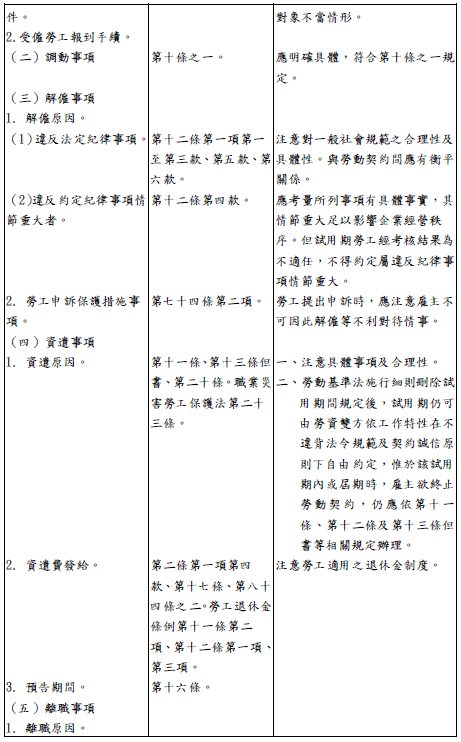 件。
對象不當情形。
2.受僱勞工報到手續。
（二）調動事項
第十條之一。
應明確具體，符合第十條之一規
定。
（三）解僱事項
1. 解僱原因。
(1)違反法定紀律事項。
第十二條第一項第一
至第三款、第五款、第
六款。
注意對一般社會規範之合理性及
具體性。與勞動契約間應有衡平
關係。
(2)違反約定紀律事項情
節重大者。
第十二條第四款。
應考量所列事項有具體事實，其
情節重大足以影響企業經營秩
序。但試用期勞工經考核結果為
不適任，不得約定屬違反紀律事
項情節重大。
2. 勞工申訴保護措施事
項。
第七十四條第二項。
勞工提出申訴時，應注意雇主不
可因此解僱等不利對待情事。
（四）資遣事項
1. 資遣原因。
第十一條、第十三條但
書、第二十條。職業災
害勞工保護法第二十
三條。
一、注意具體事項及合理性。
二、勞動基準法施行細則刪除試
用期間規定後，試用期仍可
由勞資雙方依工作特性在不
違背法令規範及契約誠信原
則下自由約定，惟於該試用
期內或屆期時，雇主欲終止
勞動契約，仍應依第十一
條、第十二條及第十三條但
書等相關規定辦理。
2. 資遣費發給。
第二條第一項第四
款、第十七條、第八十
四條之二。勞工退休金
條例第十一條第二
項、第十二條第一項、
第三項。
注意勞工適用之退休金制度。
3. 預告期間。
第十六條。
（五）離職事項
1. 離職原因。